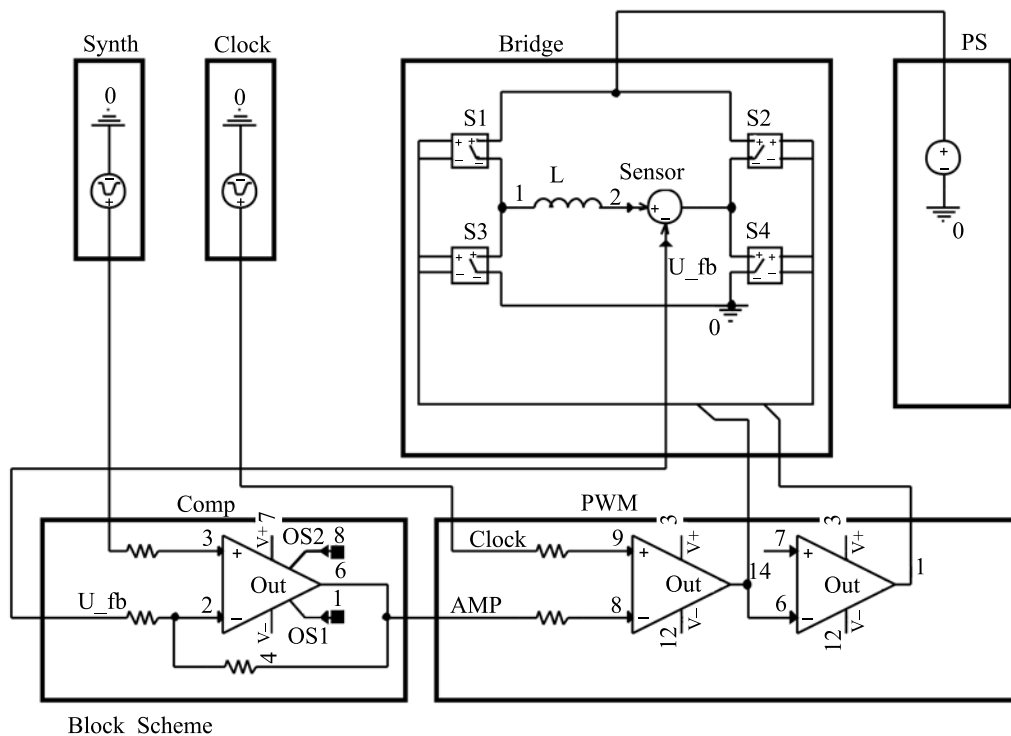 Synth
Clock
Bridge
PS
0
0
S1
S2
L
Sensor
1
2
S3
S4
U_fb
0
0
Comp
PWM
V+
7
OS2
8
3
+
Out
6
U_fb
2
−
1
OS1
V−
4
Clock
9
+
3
V+
Out
14
AMP
8
−
V−
12
7
+
3
V+
Out
1
6
−
V−
12
Block Scheme